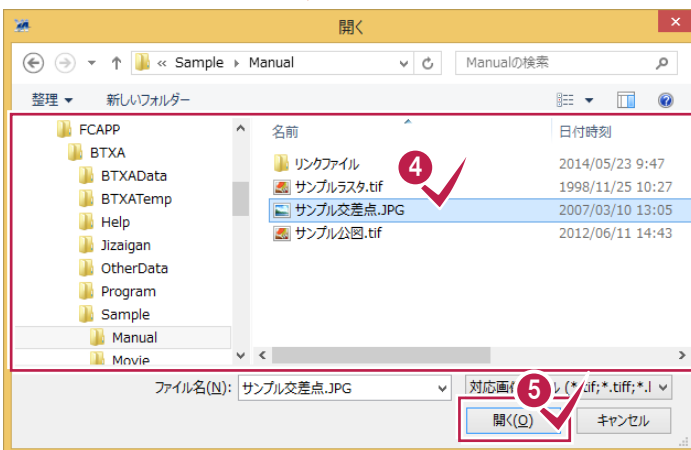 開く
« Sample ▸ Manual
Manualの検索
整理 ▼ 新しいフォルダー
FCAPP
BTXA
BTXAData
BTXATemp
Help
Jizaigan
OtherData
Program
Sample
Manual
Movie
名前 日付時刻
リンクファイル 2014/05/23 9:47
サンプルラスタ.tif 1998/11/25 10:27
サンプル交差点.JPG 2007/03/10 13:05
サンプル公図.tif 2012/06/11 14:43
4
ファイル名(N): サンプル交差点.JPG
対応画 (*.tif;*.tiff;*.
5
開く(O) キャンセル